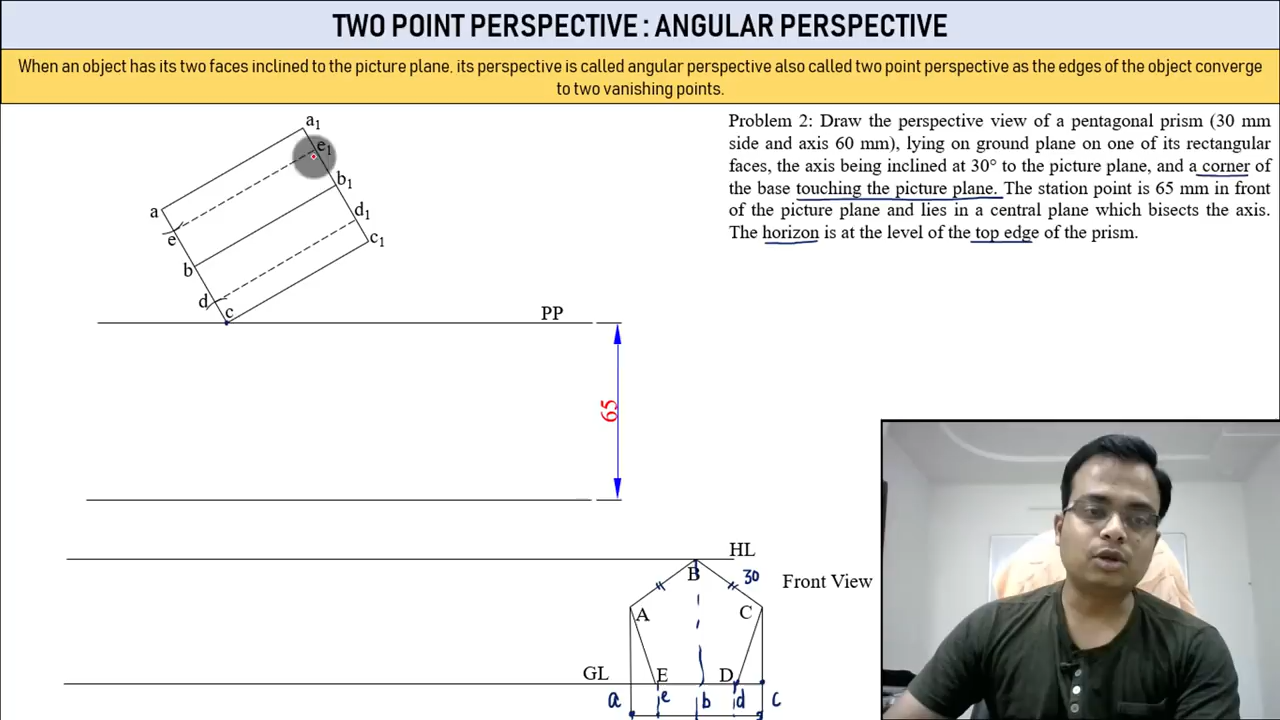 TWO POINT PERSPECTIVE : ANGULAR PERSPECTIVE
When an object has its two faces inclined to the picture plane, its perspective is called angular perspective also called two point perspective as the edges of the object converge
to two vanishing points.
Problem 2: Draw the perspective view of a pentagonal prism (30 mm
side and axis 60 mm), lying on ground plane on one of its rectangular
faces, the axis being inclined at 30° to the picture plane, and a corner of
the base touching the picture plane. The station point is 65 mm in front
of the picture plane and lies in a central plane which bisects the axis.
The horizon is at the level of the top edge of the prism.
a₁
e₁
b₁
a
d₁
e
c₁
b
d
c
PP
65
HL
B
30
Front View
A
C
GL
E
D
a
e
b
d
c